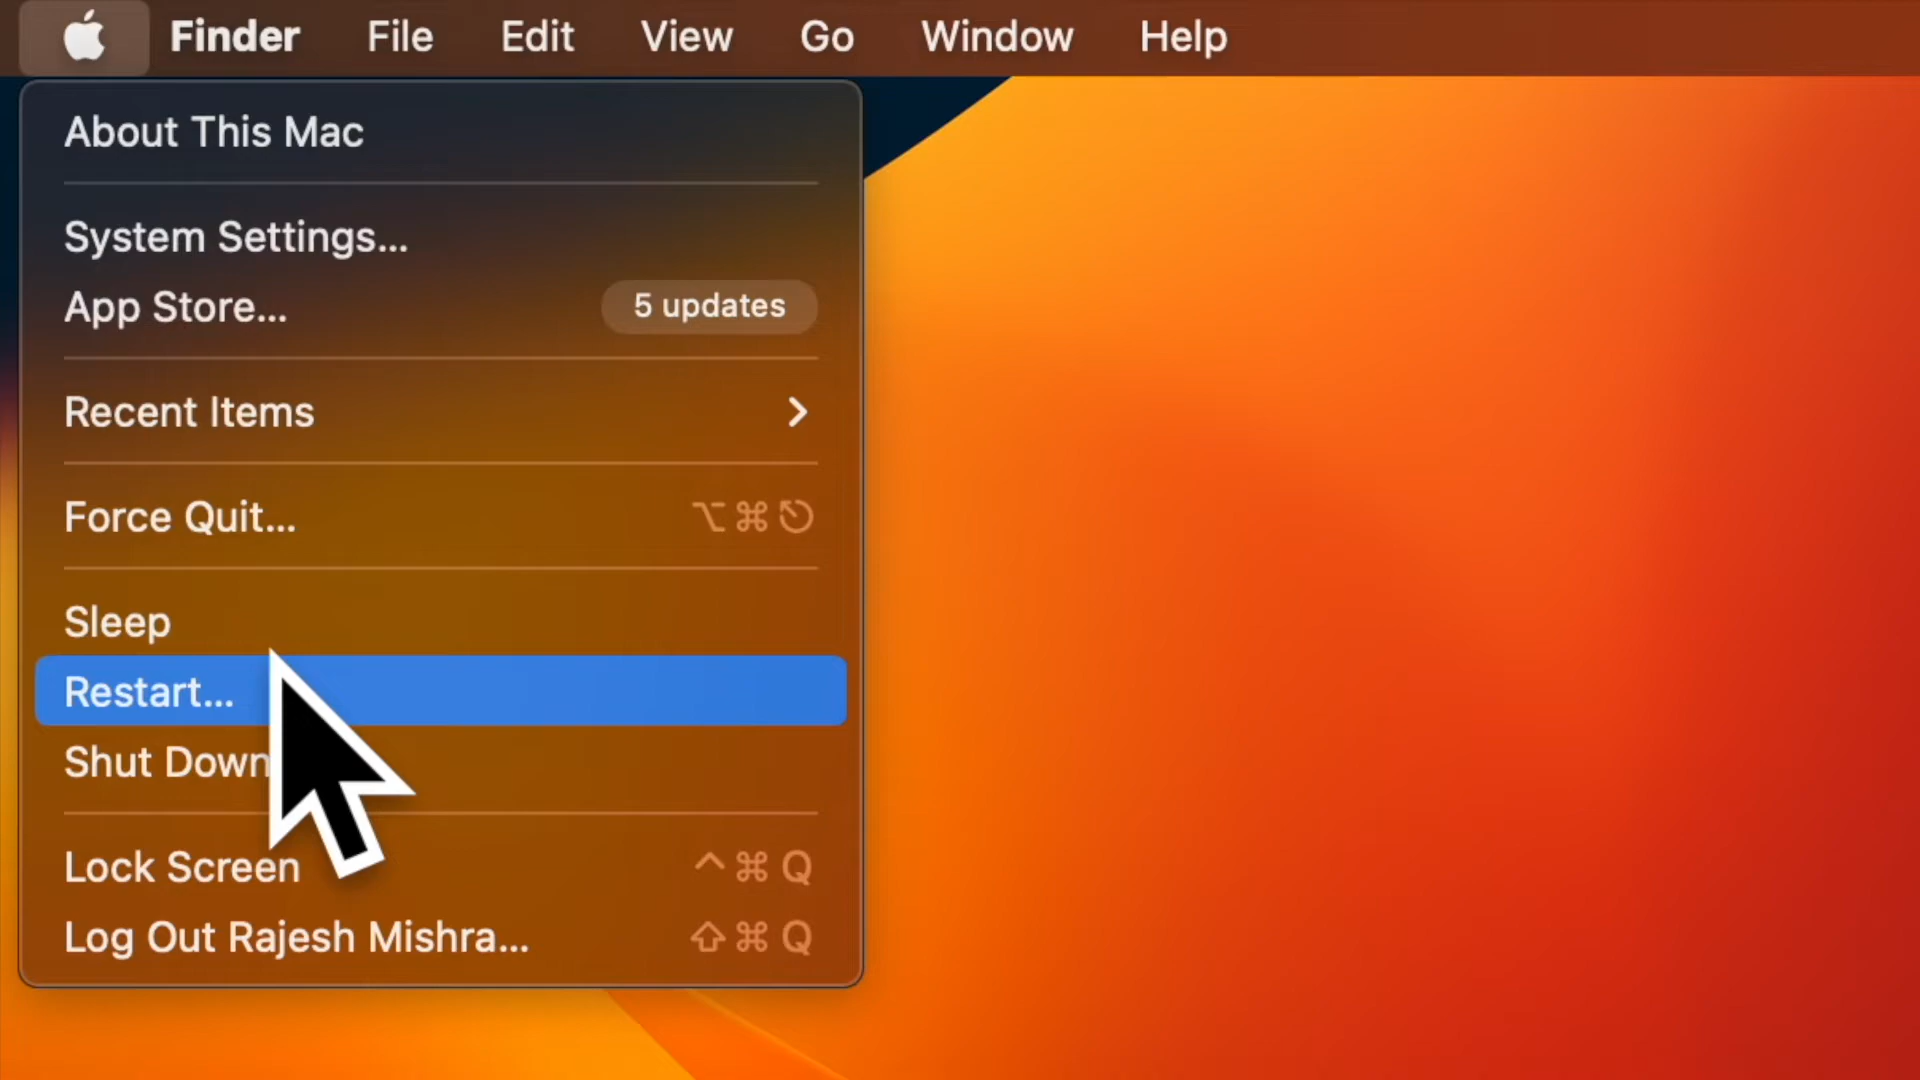 Finder File Edit View Go Window Help
About This Mac
System Settings...
App Store... 5 updates
Recent Items
Force Quit... ⌥⌘⎋
Sleep
Restart...
Shut Down
Lock Screen ^⌘Q
Log Out Rajesh Mishra... ⇧⌘Q